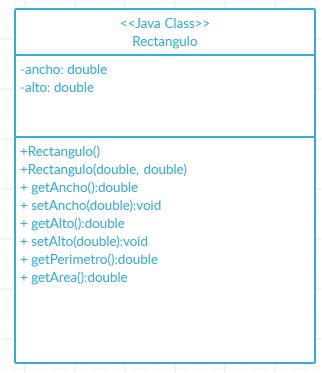 <<Java Class>>
Rectangulo
-ancho: double
-alto: double
+Rectangulo()
+Rectangulo(double, double)
+ getAncho():double
+ setAncho(double):void
+ getAlto():double
+ setAlto(double):void
+ getPerimetro():double
+ getArea():double